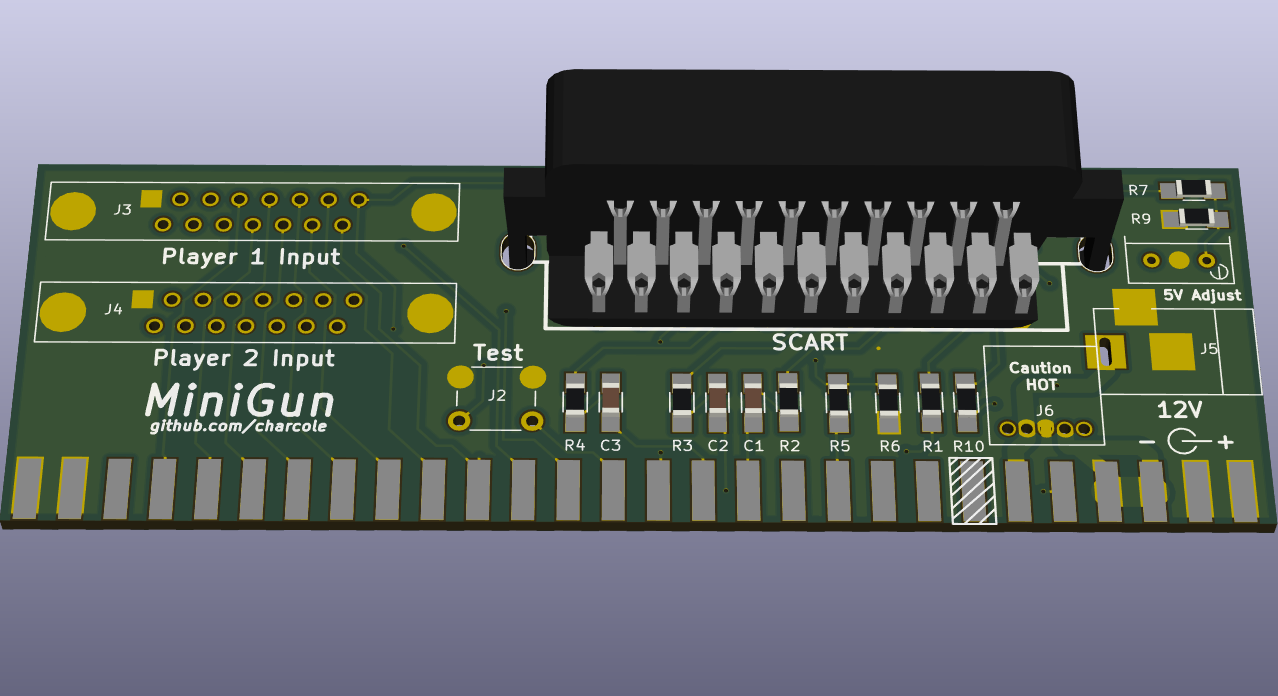 J3
Player 1 Input
J4
Player 2 Input
MiniGun
github.com/charcole
Test
J2
SCART
R7
R9
5V Adjust
J5
12V
- +
Caution
HOT
J6
R4 C3 R3 C2 C1 R2 R5 R6 R1 R10